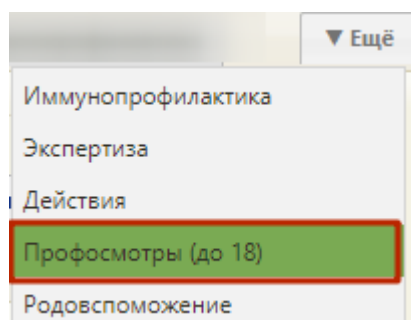 ▼ Ещё
Иммунопрофилактика
Экспертиза
Действия
Профосмотры (до 18)
Родовспоможение